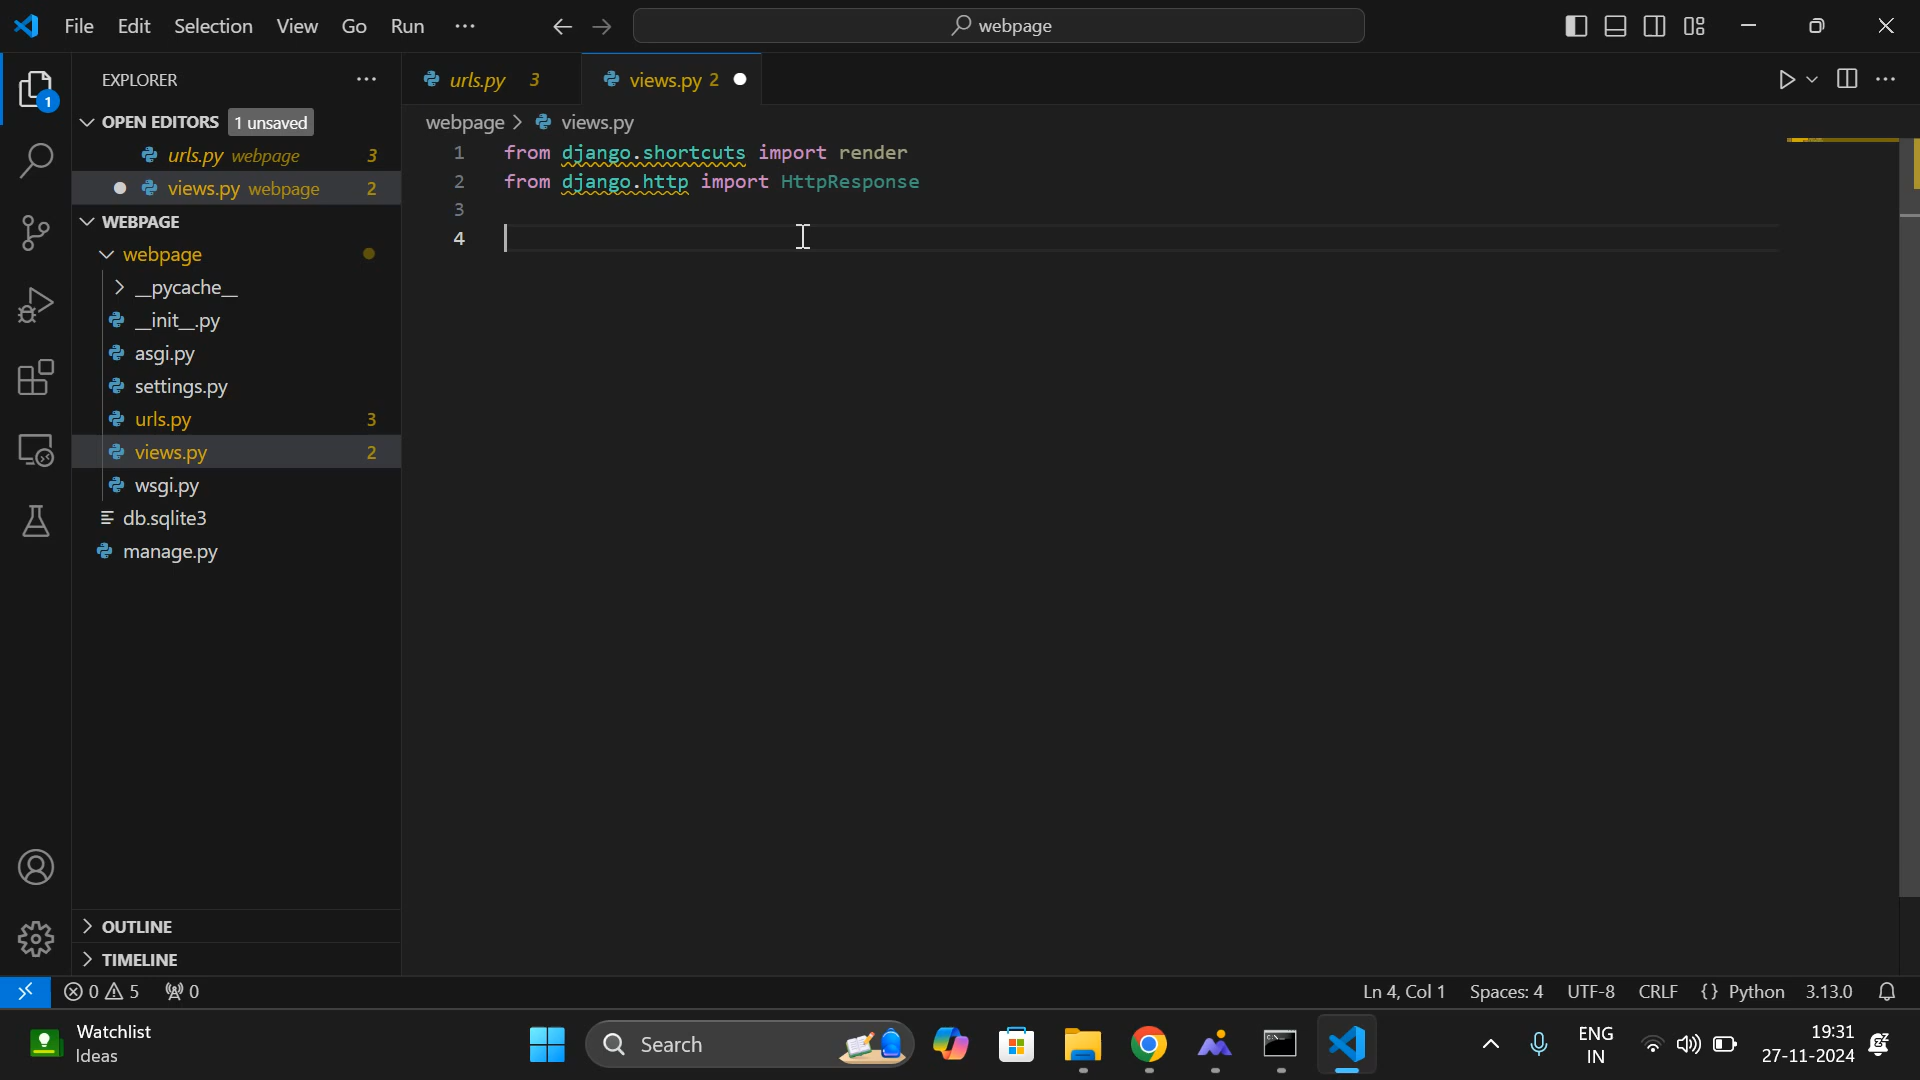 File Edit Selection View Go Run ··· webpage
EXPLORER ···
OPEN EDITORS 1 unsaved
urls.py webpage 3
views.py webpage 2
WEBPAGE
webpage
__pycache__
__init__.py
asgi.py
settings.py
urls.py 3
views.py 2
wsgi.py
db.sqlite3
manage.py
OUTLINE
TIMELINE
1
urls.py 3 views.py 2
webpage > views.py
1 from django.shortcuts import render
2 from django.http import HttpResponse
3
4
0 5 0 Ln 4, Col 1 Spaces: 4 UTF-8 CRLF {} Python 3.13.0
Watchlist
Ideas
Search
ENG
IN
19:31
27-11-2024